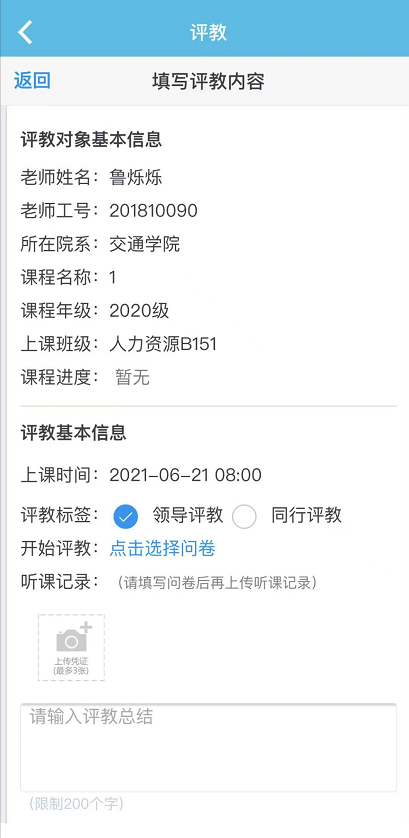 评教
返回 填写评教内容
评教对象基本信息
老师姓名：鲁烁烁
老师工号：201810090
所在院系：交通学院
课程名称：1
课程年级：2020级
上课班级：人力资源B151
课程进度： 暂无
评教基本信息
上课时间：2021-06-21 08:00
评教标签： 领导评教 同行评教
开始评教：点击选择问卷
听课记录：（请填写问卷后再上传听课记录）
上传凭证
(最多3张)
请输入评教总结
（限制200个字）